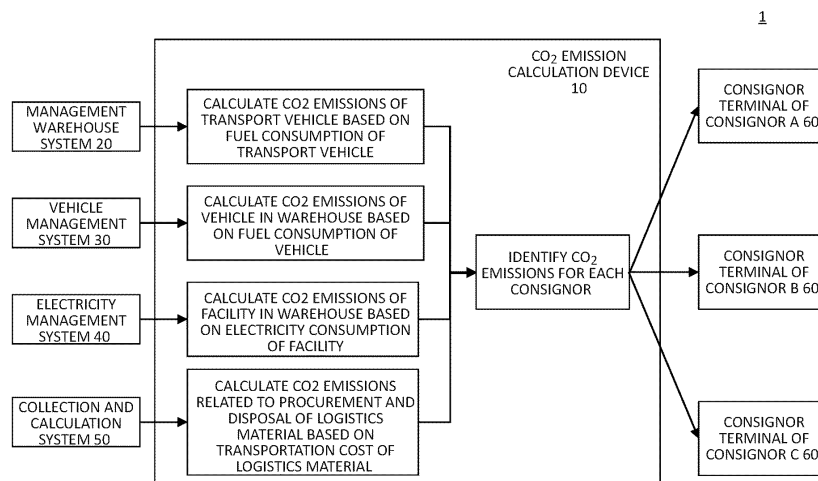 1
CO2 EMISSION
CALCULATION DEVICE
10
MANAGEMENT
WAREHOUSE
SYSTEM 20
CALCULATE CO2 EMISSIONS OF
TRANSPORT VEHICLE BASED ON
FUEL CONSUMPTION OF
TRANSPORT VEHICLE
VEHICLE
MANAGEMENT
SYSTEM 30
CALCULATE CO2 EMISSIONS OF
VEHICLE IN WAREHOUSE BASED
ON FUEL CONSUMPTION OF
VEHICLE
ELECTRICITY
MANAGEMENT
SYSTEM 40
CALCULATE CO2 EMISSIONS OF
FACILITY IN WAREHOUSE BASED
ON ELECTRICITY CONSUMPTION
OF FACILITY
COLLECTION AND
CALCULATION
SYSTEM 50
CALCULATE CO2 EMISSIONS
RELATED TO PROCUREMENT AND
DISPOSAL OF LOGISTICS
MATERIAL BASED ON
TRANSPORTATION COST OF
LOGISTICS MATERIAL
IDENTIFY CO2
EMISSIONS FOR EACH
CONSIGNOR
CONSIGNOR
TERMINAL OF
CONSIGNOR A 60
CONSIGNOR
TERMINAL OF
CONSIGNOR B 60
CONSIGNOR
TERMINAL OF
CONSIGNOR C 60